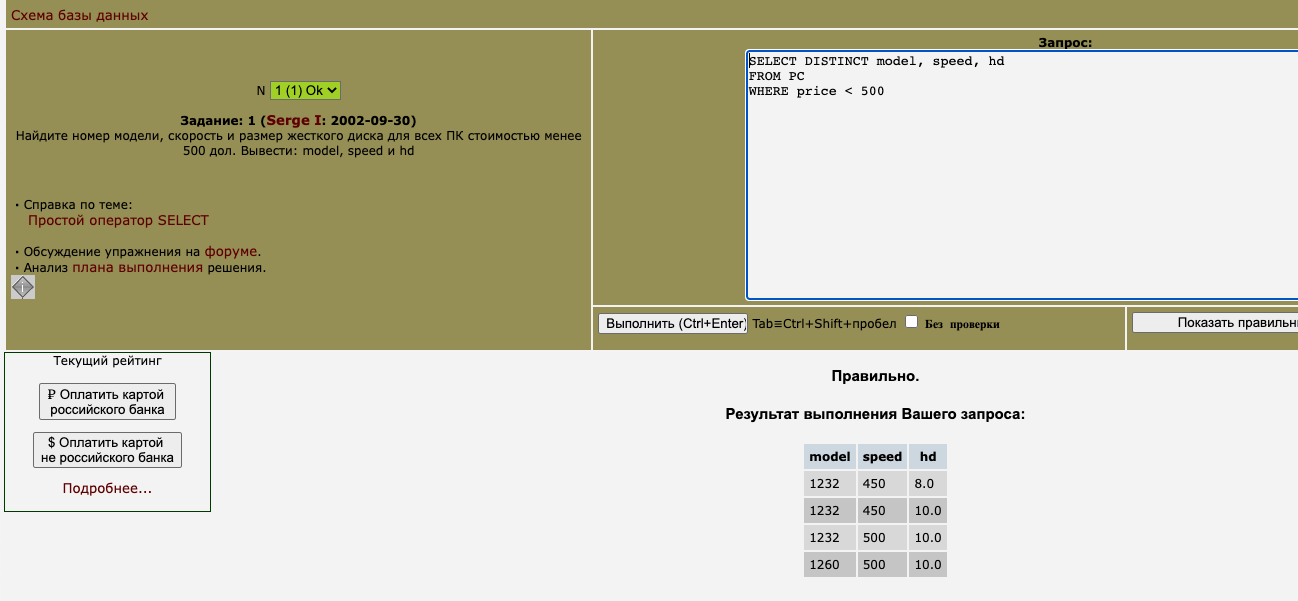 Схема базы данных
N 1 (1) Ok
Задание: 1 (Serge I: 2002-09-30)
Найдите номер модели, скорость и размер жесткого диска для всех ПК стоимостью менее
500 дол. Вывести: model, speed и hd
• Справка по теме:
Простой оператор SELECT
• Обсуждение упражнения на форуме.
• Анализ плана выполнения решения.
Запрос:
SELECT DISTINCT model, speed, hd
FROM PC
WHERE price < 500
Выполнить (Ctrl+Enter) Tab≡Ctrl+Shift+пробел Без проверки
Показать правильн
Текущий рейтинг
₽ Оплатить картой
российского банка
$ Оплатить картой
не российского банка
Подробнее...
Правильно.
Результат выполнения Вашего запроса:
model speed hd
1232 450 8.0
1232 450 10.0
1232 500 10.0
1260 500 10.0